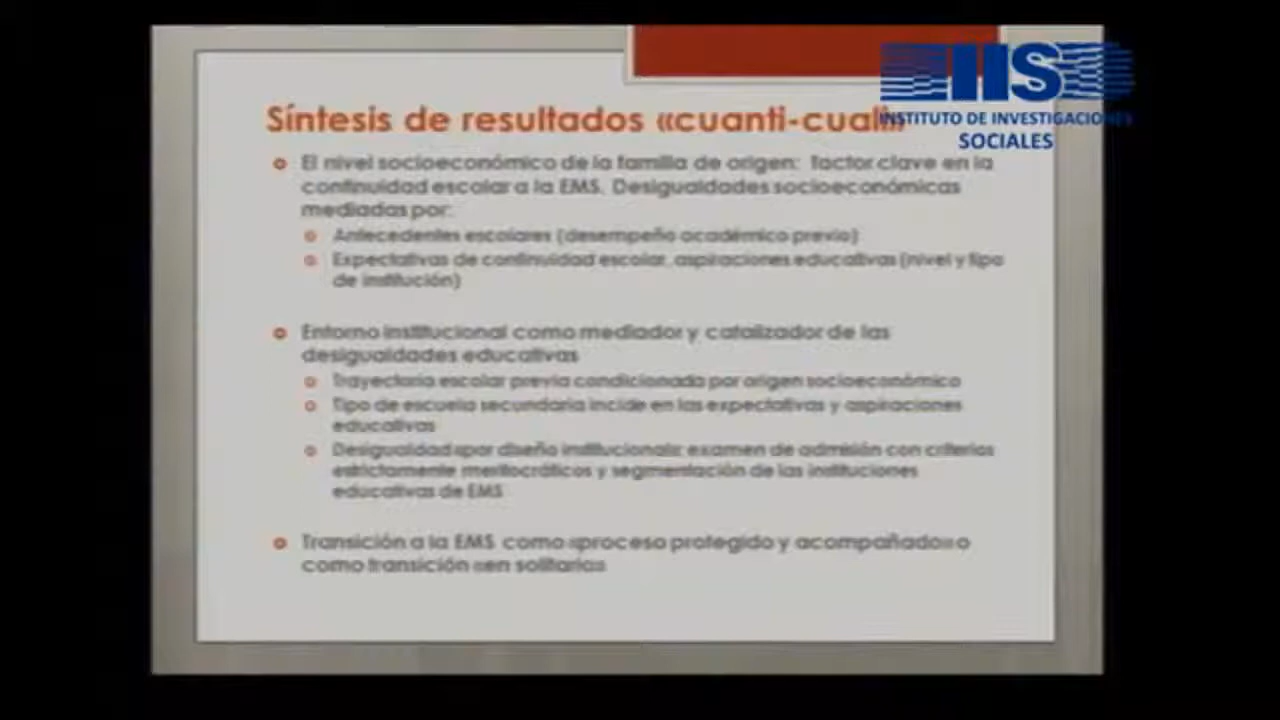 INSTITUTO DE INVESTIGACIONES
SOCIALES
Síntesis de resultados «cuanti-cuali»
El nivel socioeconómico de la familia de origen: factor clave en la
continuidad escolar a la EMS. Desigualdades socioeconómicas
mediadas por:
Antecedentes escolares (desempeño académico previo)
Expectativas de continuidad escolar, aspiraciones educativas (nivel y tipo
de institución)
Entorno institucional como mediador y catalizador de las
desigualdades educativas
Trayectoria escolar previa condicionada por origen socioeconómico
Tipo de escuela secundaria incide en las expectativas y aspiraciones
educativas
Desigualdad «por diseño institucional»: examen de admisión con criterios
estrictamente meritocráticos y segmentación de las instituciones
educativas de EMS
Transición a la EMS como «proceso protegido y acompañado» o
como transición «en solitario»